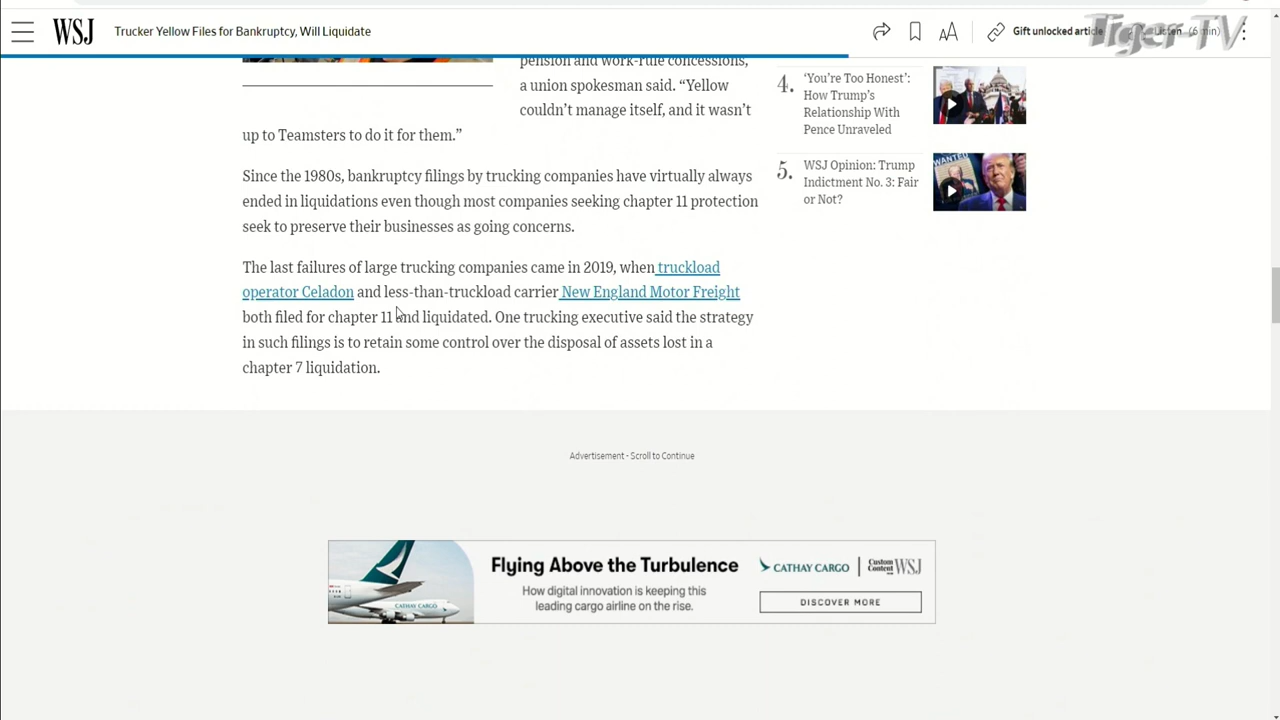 WSJ
Trucker Yellow Files for Bankruptcy, Will Liquidate
Gift unlocked article
Listen (6 min)
Tiger-TV
pension and work-rule concessions,
a union spokesman said. “Yellow
couldn’t manage itself, and it wasn’t
up to Teamsters to do it for them.”
Since the 1980s, bankruptcy filings by trucking companies have virtually always
ended in liquidations even though most companies seeking chapter 11 protection
seek to preserve their businesses as going concerns.
The last failures of large trucking companies came in 2019, when truckload
operator Celadon and less-than-truckload carrier New England Motor Freight
both filed for chapter 11 and liquidated. One trucking executive said the strategy
in such filings is to retain some control over the disposal of assets lost in a
chapter 7 liquidation.
4.
‘You’re Too Honest’:
How Trump’s
Relationship With
Pence Unraveled
5.
WSJ Opinion: Trump
Indictment No. 3: Fair
or Not?
WANTED
Advertisement - Scroll to Continue
CATHAY CARGO
Flying Above the Turbulence
How digital innovation is keeping this
leading cargo airline on the rise.
CATHAY CARGO
Custom
Content
WSJ
DISCOVER MORE